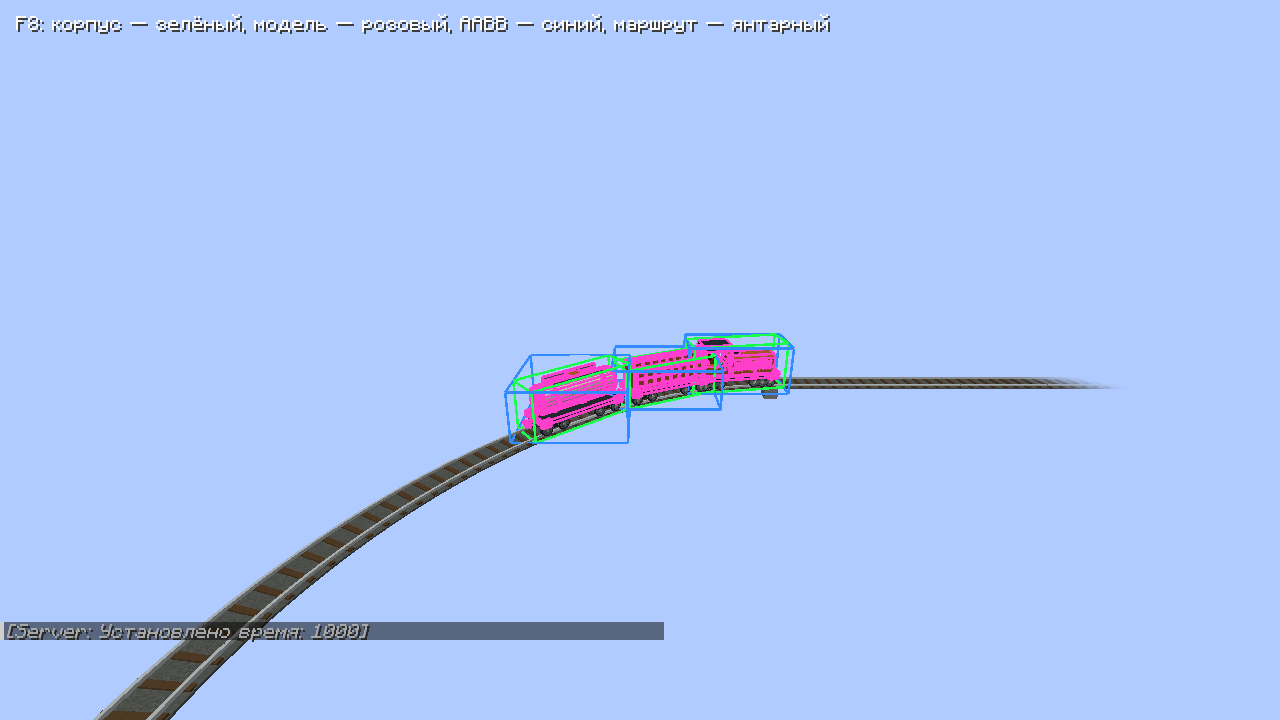 F8: корпус — зелёный, модель — розовый, AABB — синий, маршрут — янтарный
[Server: Установлено время: 1000]